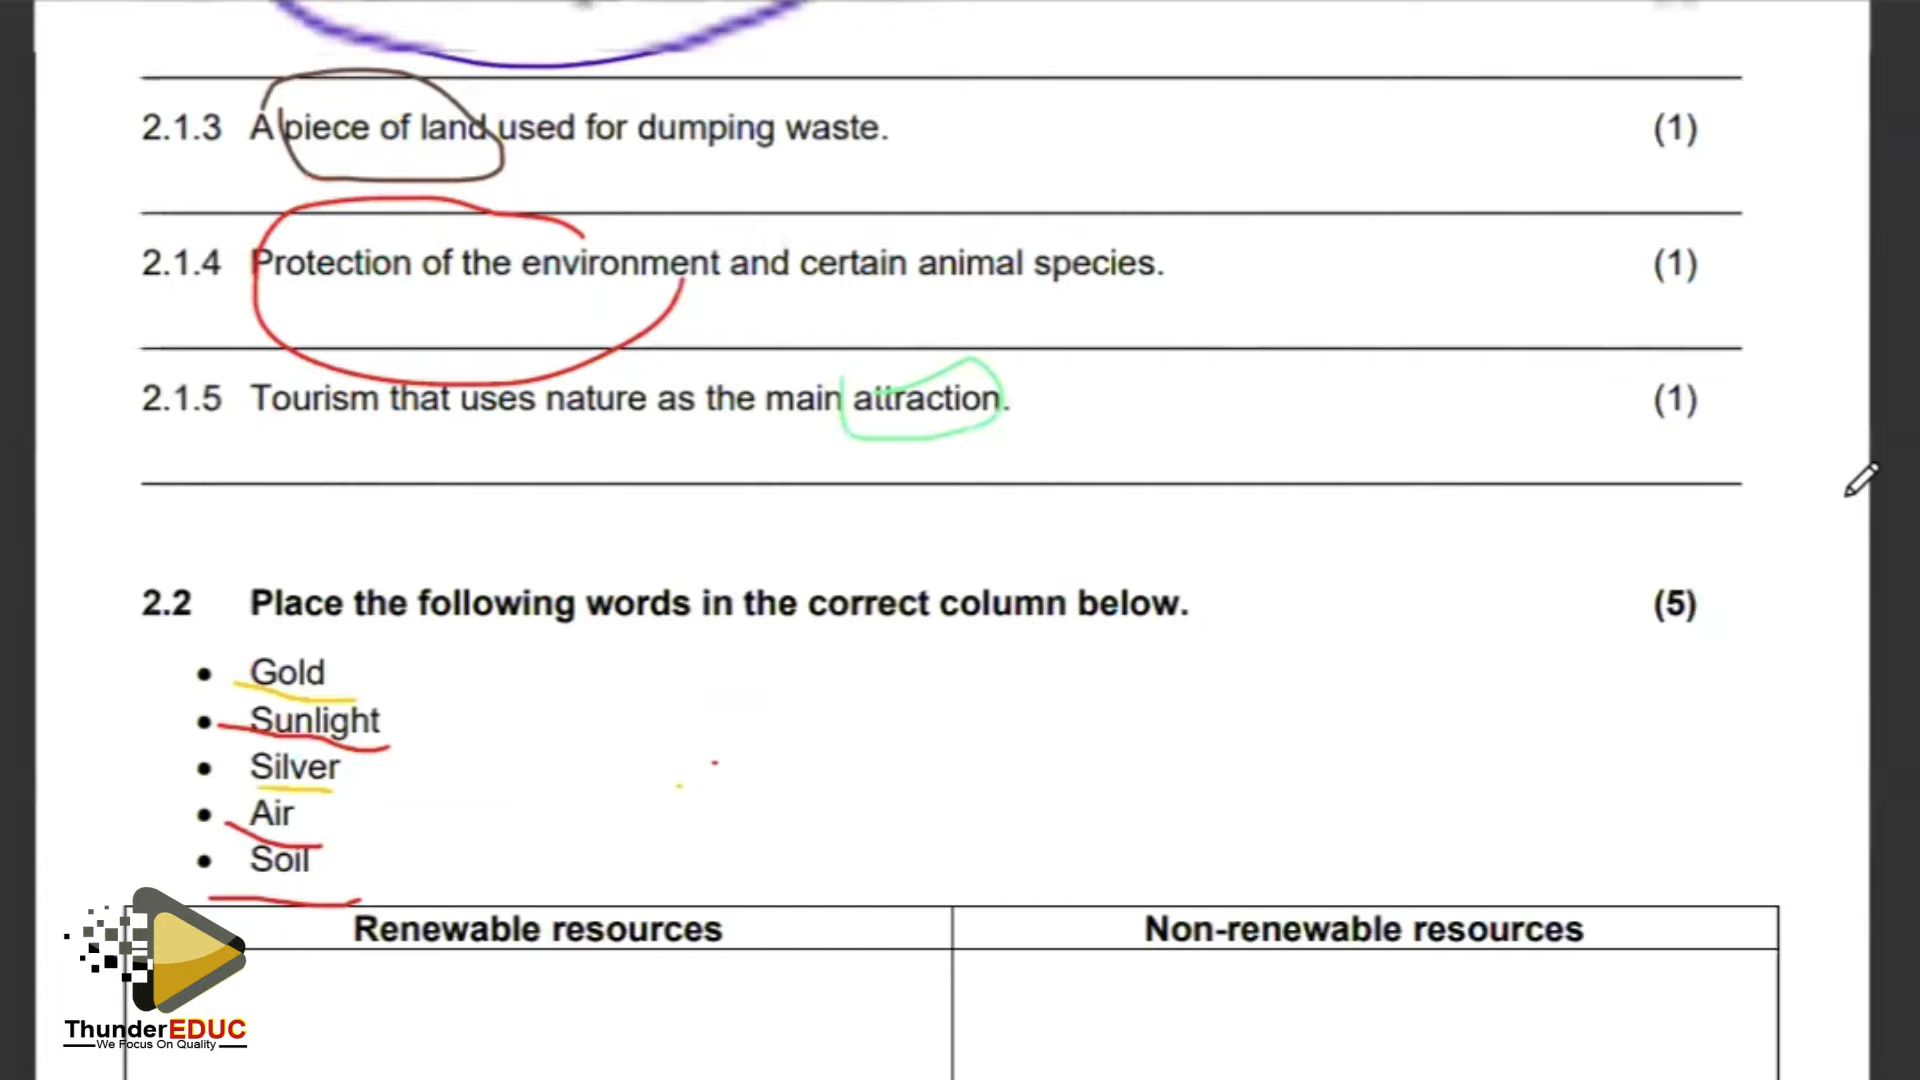 2.1.3 A piece of land used for dumping waste. (1)
2.1.4 Protection of the environment and certain animal species. (1)
2.1.5 Tourism that uses nature as the main attraction. (1)
2.2 Place the following words in the correct column below. (5)
• Gold
• Sunlight
• Silver
• Air
• Soil
Renewable resources Non-renewable resources
ThunderEDUC
We Focus On Quality